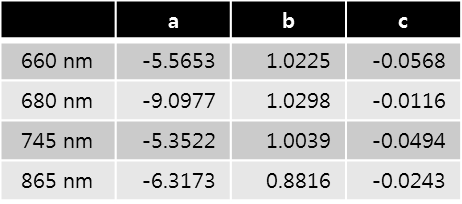 a b c
660 nm -5.5653 1.0225 -0.0568
680 nm -9.0977 1.0298 -0.0116
745 nm -5.3522 1.0039 -0.0494
865 nm -6.3173 0.8816 -0.0243